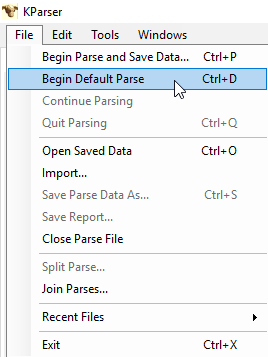 KParser
File Edit Tools Windows
Begin Parse and Save Data... Ctrl+P
Begin Default Parse Ctrl+D
Continue Parsing
Quit Parsing Ctrl+Q
Open Saved Data Ctrl+O
Import...
Save Parse Data As... Ctrl+S
Save Report...
Close Parse File
Split Parse...
Join Parses...
Recent Files
Exit Ctrl+X